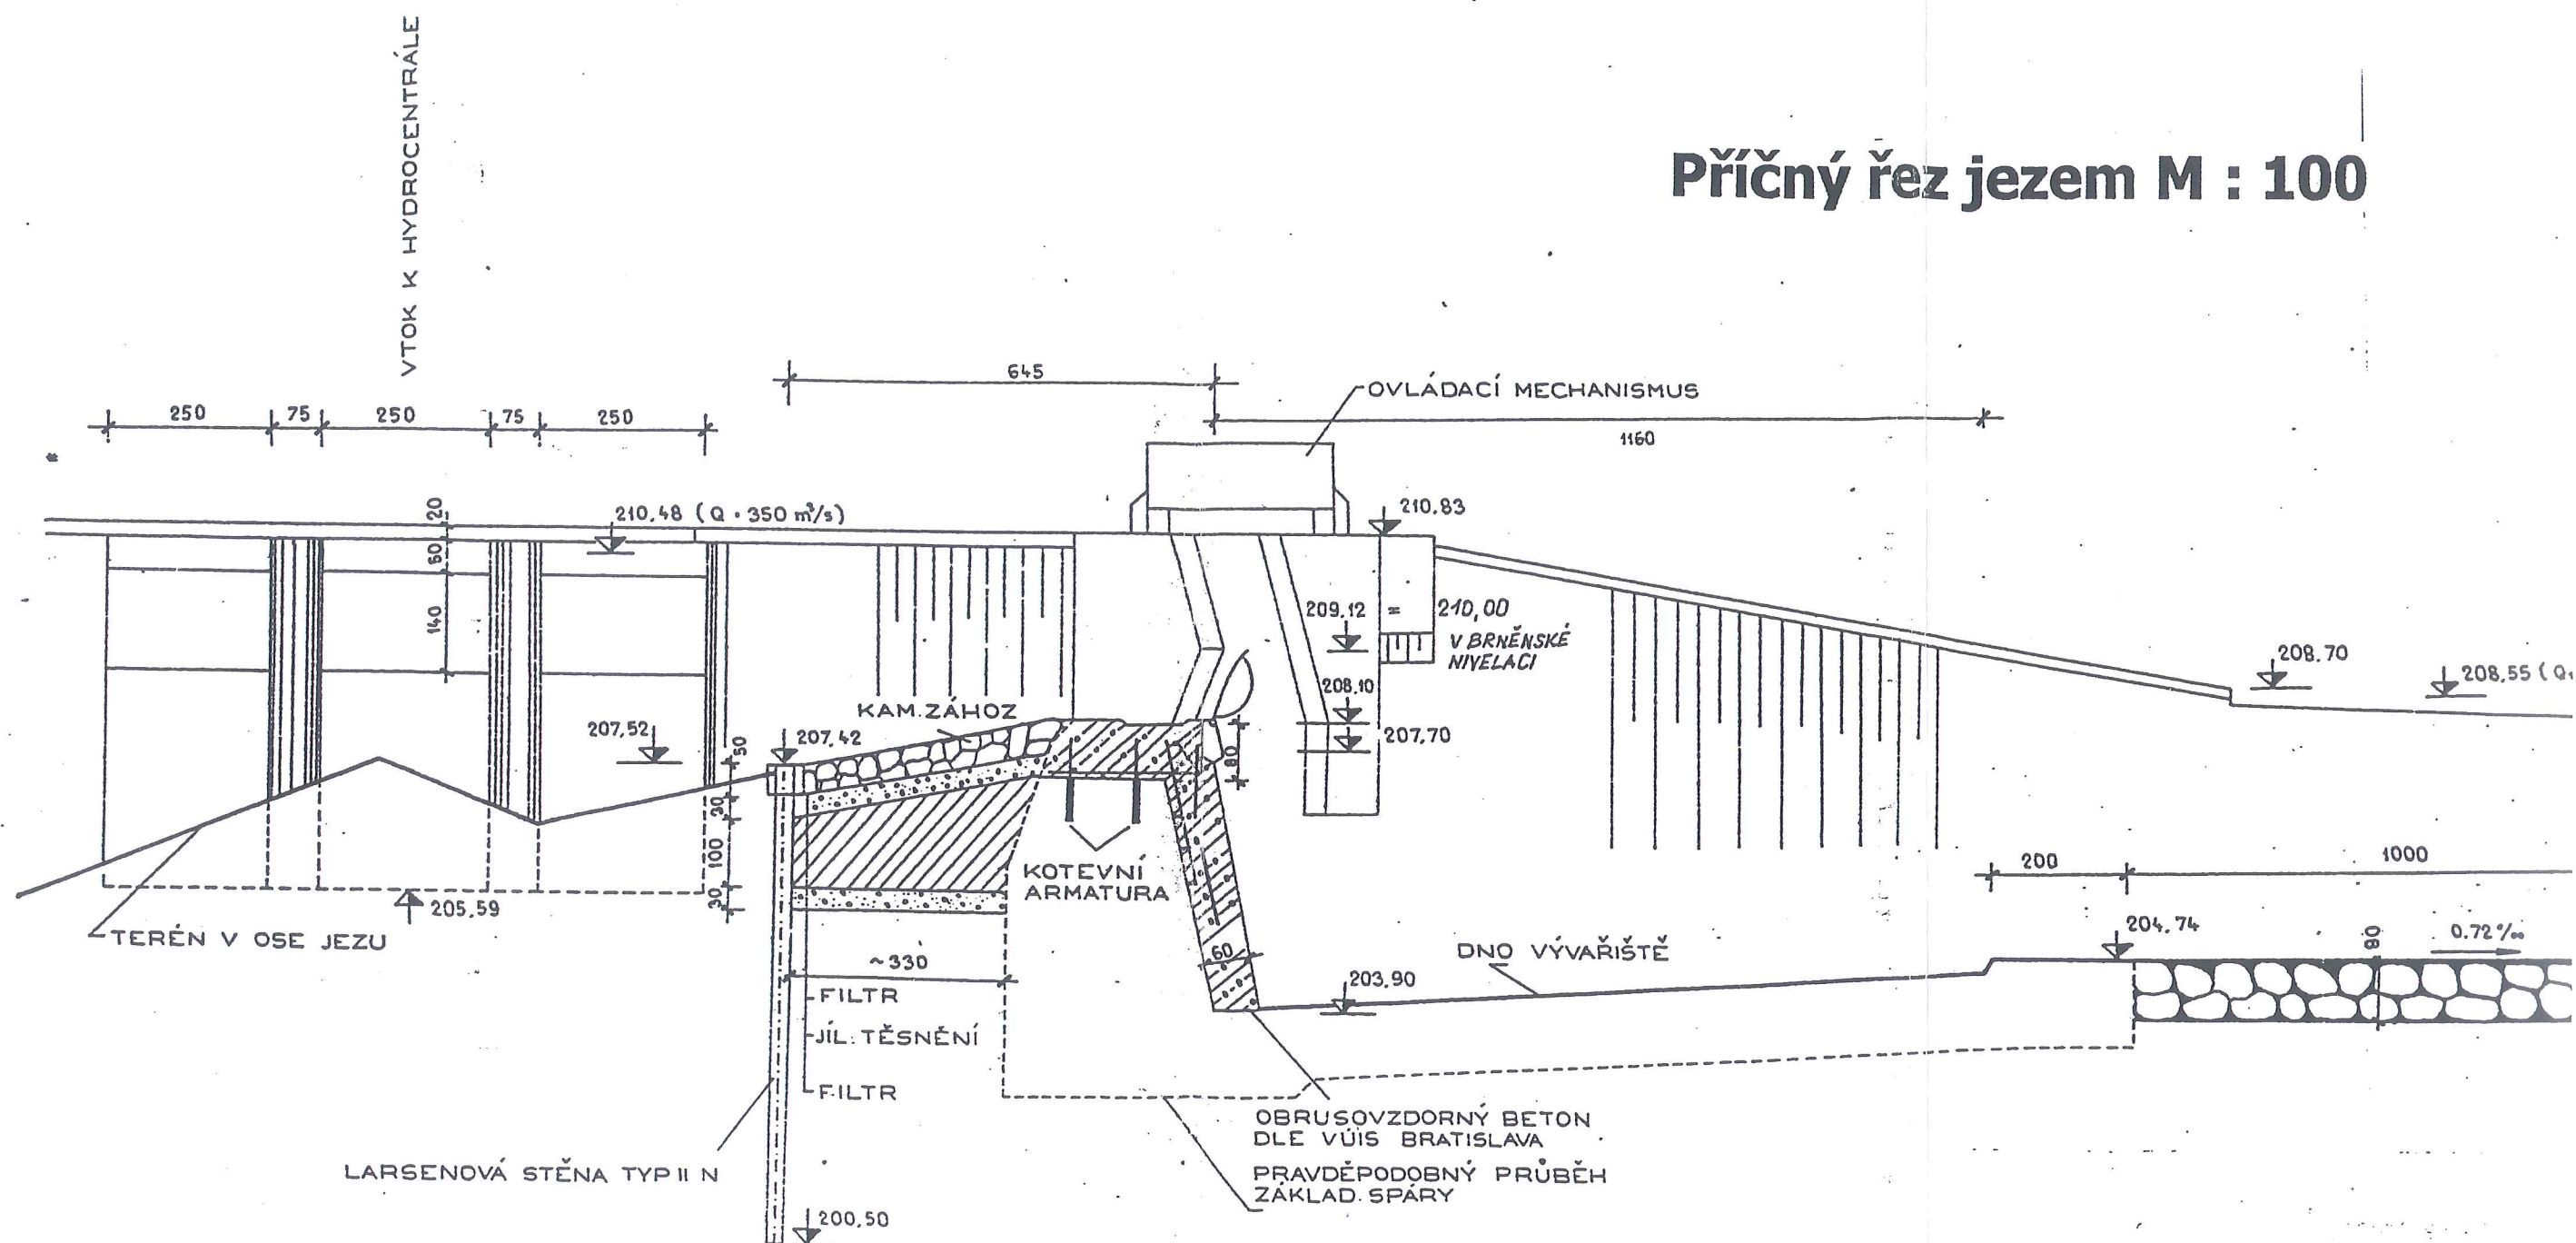 VTOK K HYDROCENTRÁLE
Příčný řez jezem M : 100
645
OVLÁDACÍ MECHANISMUS
250
75
250
75
250
1160
20
60
140
210,48 (Q · 350 m³/s)
210.83
209,12 = 210,00
V BRNĚNSKÉ
NIVELACI
208.70
208,55 (Q
208,10
207,70
KAM. ZÁHOZ
207,52
207,42
50
30
100
30
80
KOTEVNÍ
ARMATURA
200
1000
205,59
TERÉN V OSE JEZU
204,74
80
0.72‰
~330
60
DNO VÝVAŘIŠTĚ
203,90
FILTR
JÍL. TĚSNĚNÍ
FILTR
OBRUSOVZDORNÝ BETON
DLE VÚIS BRATISLAVA
LARSENOVÁ STĚNA TYP II N
PRAVDĚPODOBNÝ PRŮBĚH
ZÁKLAD. SPÁRY
200,50